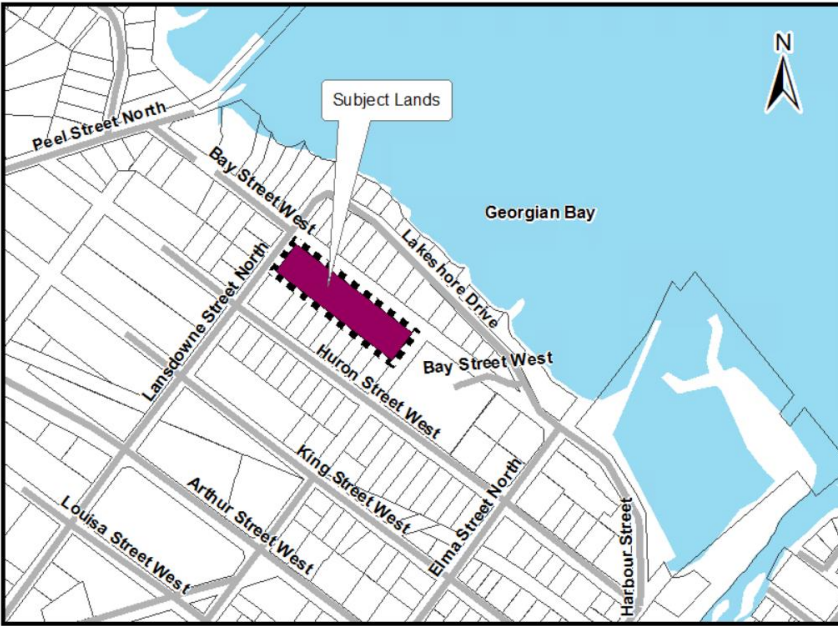 N
Subject Lands
Peel Street North
Bay Street West
Georgian Bay
Lakeshore Drive
Lansdowne Street North
Huron Street West
Bay Street West
King Street West
Arthur Street West
Elma Street North
Louisa Street West
Harbour Street